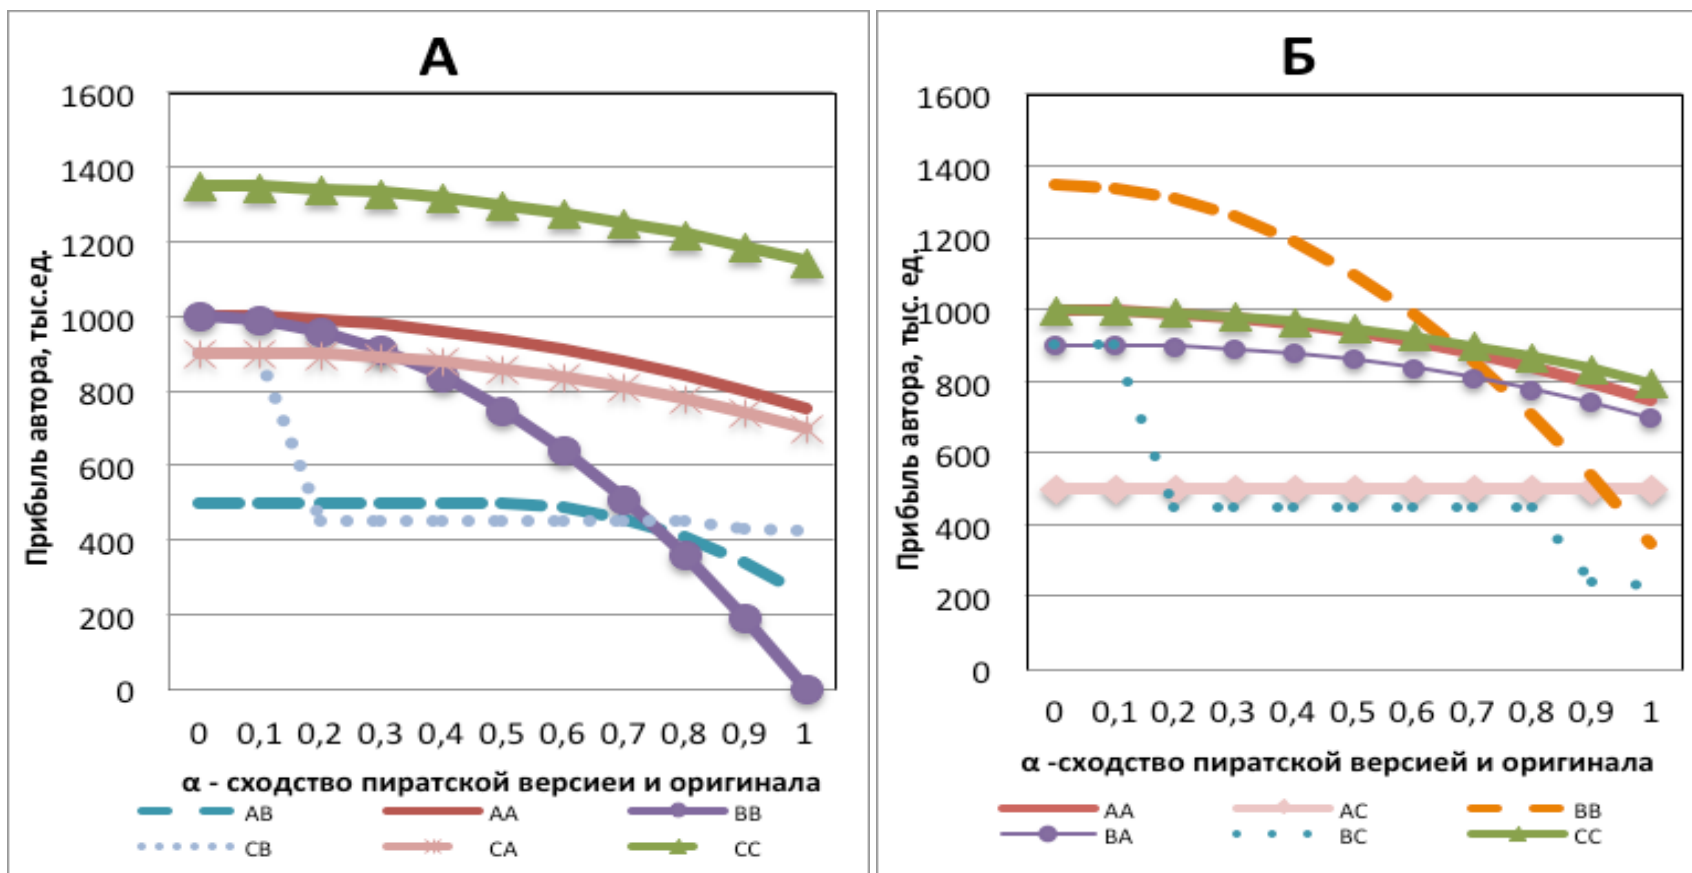 А
Прибыль автора, тыс.ед.
1600
1400
1200
1000
800
600
400
200
0
0 0,1 0,2 0,3 0,4 0,5 0,6 0,7 0,8 0,9 1
α - сходство пиратской версиеи и оригинала
AB AA BB
CB CA CC
Б
Прибыль автора, тыс. ед.
1600
1400
1200
1000
800
600
400
200
0
0 0,1 0,2 0,3 0,4 0,5 0,6 0,7 0,8 0,9 1
α -сходство пиратской версией и оригинала
AA AC BB
BA BC CC